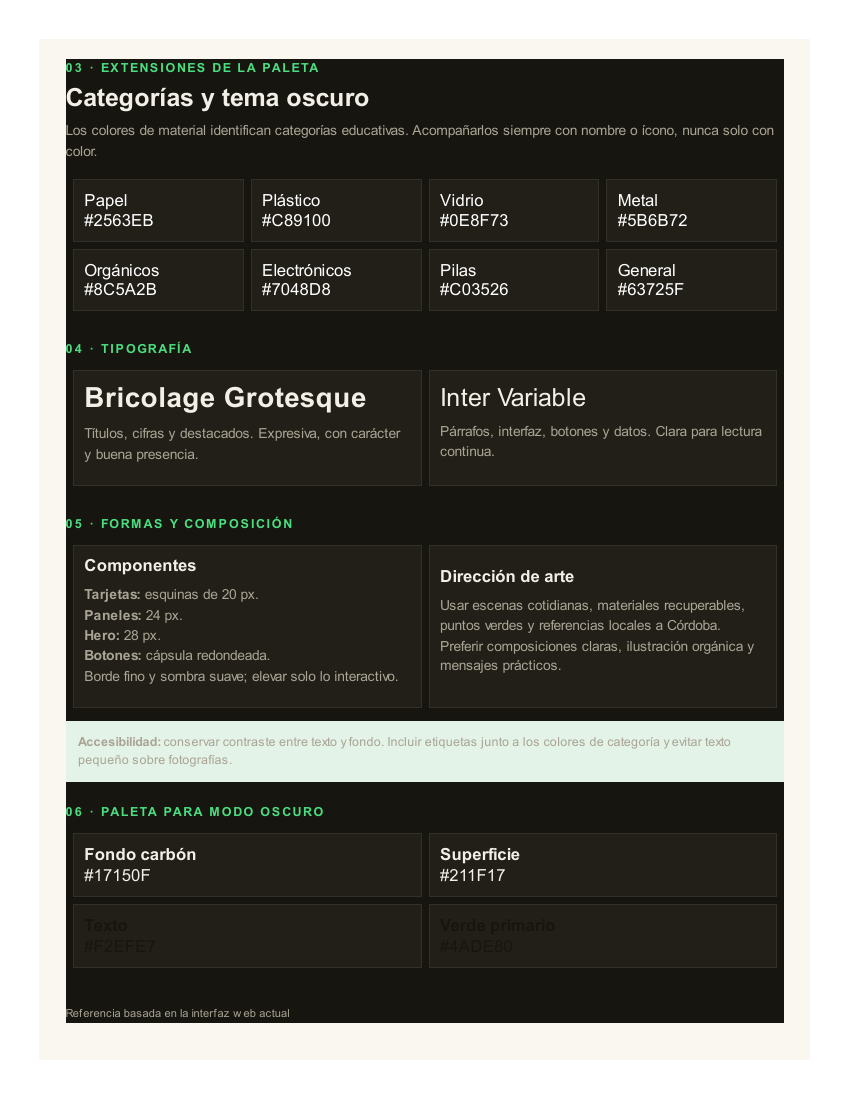 03 · EXTENSIONES DE LA PALETA
Categorías y tema oscuro
Los colores de material identifican categorías educativas. Acompañarlos siempre con nombre o ícono, nunca solo con
color.
Papel
#2563EB
Plástico
#C89100
Vidrio
#0E8F73
Metal
#5B6B72
Orgánicos
#8C5A2B
Electrónicos
#7048D8
Pilas
#C03526
General
#63725F
04 · TIPOGRAFÍA
Bricolage Grotesque
Títulos, cifras y destacados. Expresiva, con carácter
y buena presencia.
Inter Variable
Párrafos, interfaz, botones y datos. Clara para lectura
continua.
05 · FORMAS Y COMPOSICIÓN
Componentes
Tarjetas: esquinas de 20 px.
Paneles: 24 px.
Hero: 28 px.
Botones: cápsula redondeada.
Borde fino y sombra suave; elevar solo lo interactivo.
Dirección de arte
Usar escenas cotidianas, materiales recuperables,
puntos verdes y referencias locales a Córdoba.
Preferir composiciones claras, ilustración orgánica y
mensajes prácticos.
Accesibilidad: conservar contraste entre texto y fondo. Incluir etiquetas junto a los colores de categoría y evitar texto
pequeño sobre fotografías.
06 · PALETA PARA MODO OSCURO
Fondo carbón
#17150F
Superficie
#211F17
Texto
#F2EFE7
Verde primario
#4ADE80
Referencia basada en la interfaz web actual